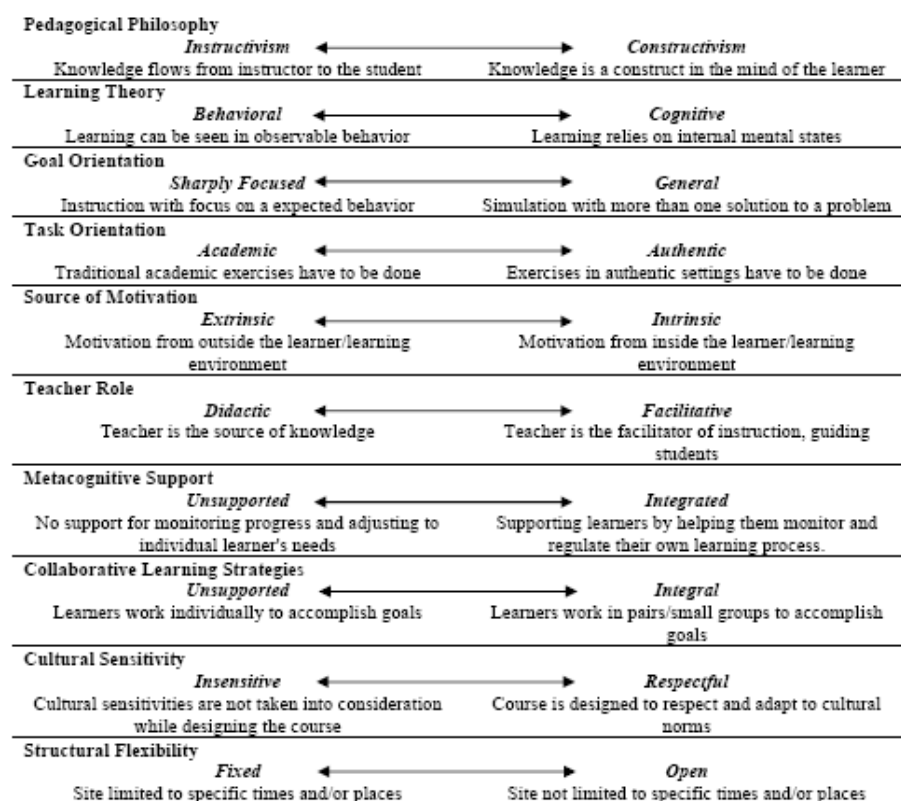 Pedagogical Philosophy
Instructivism Constructivism
Knowledge flows from instructor to the student Knowledge is a construct in the mind of the learner
Learning Theory
Behavioral Cognitive
Learning can be seen in observable behavior Learning relies on internal mental states
Goal Orientation
Sharply Focused General
Instruction with focus on a expected behavior Simulation with more than one solution to a problem
Task Orientation
Academic Authentic
Traditional academic exercises have to be done Exercises in authentic settings have to be done
Source of Motivation
Extrinsic Intrinsic
Motivation from outside the learner/learning Motivation from inside the learner/learning
environment environment
Teacher Role
Didactic Facilitative
Teacher is the source of knowledge Teacher is the facilitator of instruction, guiding
students
Metacognitive Support
Unsupported Integrated
No support for monitoring progress and adjusting to Supporting learners by helping them monitor and
individual learner's needs regulate their own learning process.
Collaborative Learning Strategies
Unsupported Integral
Learners work individually to accomplish goals Learners work in pairs/small groups to accomplish
goals
Cultural Sensitivity
Insensitive Respectful
Cultural sensitivities are not taken into consideration Course is designed to respect and adapt to cultural
while designing the course norms
Structural Flexibility
Fixed Open
Site limited to specific times and/or places Site not limited to specific times and/or places